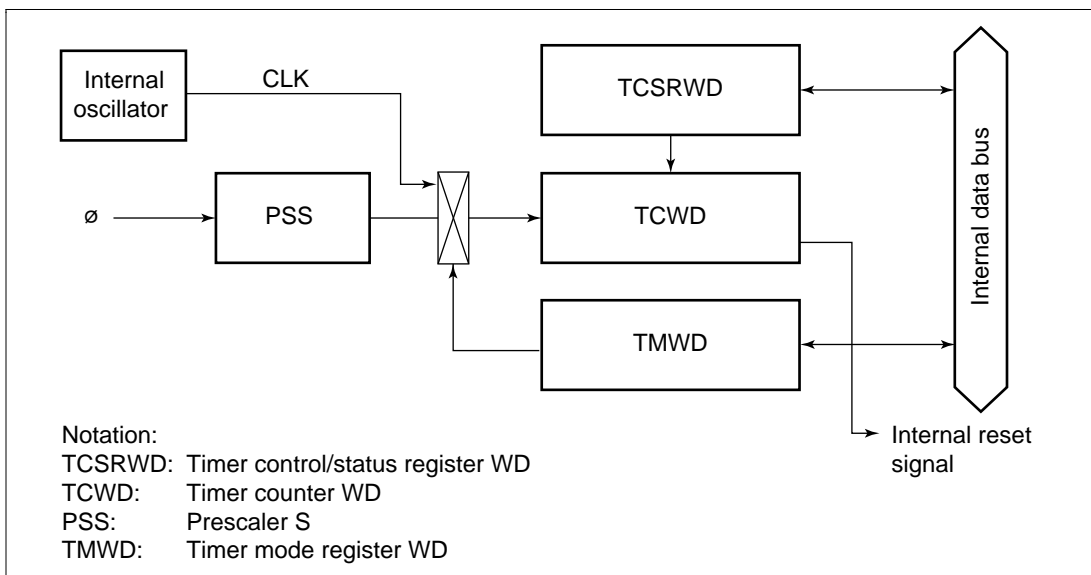 Internal
oscillator
CLK
TCSRWD
Internal data bus
ø
PSS
TCWD
TMWD
Internal reset
signal
Notation:
TCSRWD: Timer control/status register WD
TCWD: Timer counter WD
PSS: Prescaler S
TMWD: Timer mode register WD